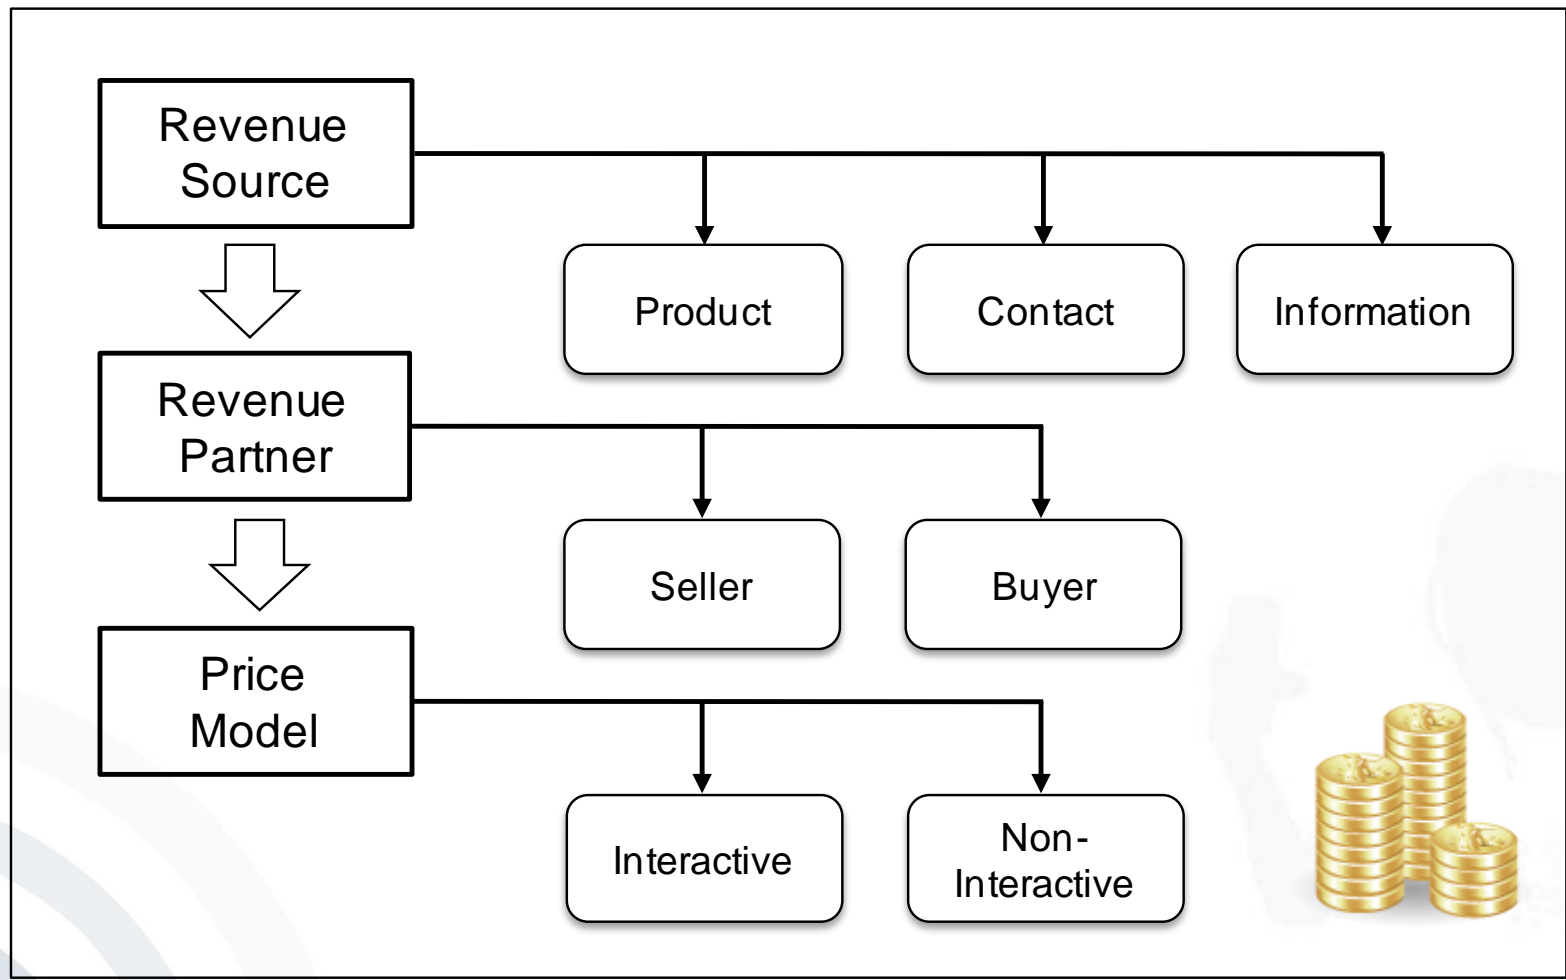 Revenue
Source
Product
Contact
Information
Revenue
Partner
Seller
Buyer
Price
Model
Interactive
Non-
Interactive